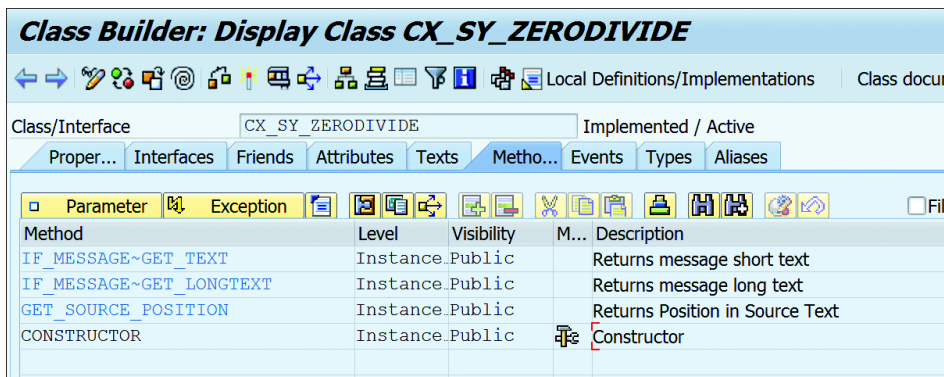 Class Builder: Display Class CX_SY_ZERODIVIDE
Local Definitions/Implementations Class docu
Class/Interface CX_SY_ZERODIVIDE Implemented / Active
Proper... Interfaces Friends Attributes Texts Metho... Events Types Aliases
Parameter Exception Fil
Method Level Visibility M... Description
IF_MESSAGE~GET_TEXT Instance Public Returns message short text
IF_MESSAGE~GET_LONGTEXT Instance Public Returns message long text
GET_SOURCE_POSITION Instance Public Returns Position in Source Text
CONSTRUCTOR Instance Public Constructor